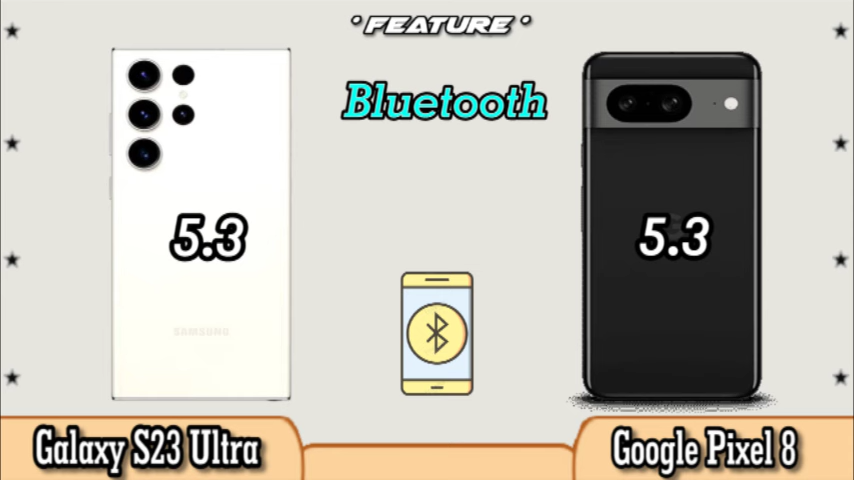 ' FEATURE '
Bluetooth
5.3
5.3
SAMSUNG
Galaxy S23 Ultra
Google Pixel 8